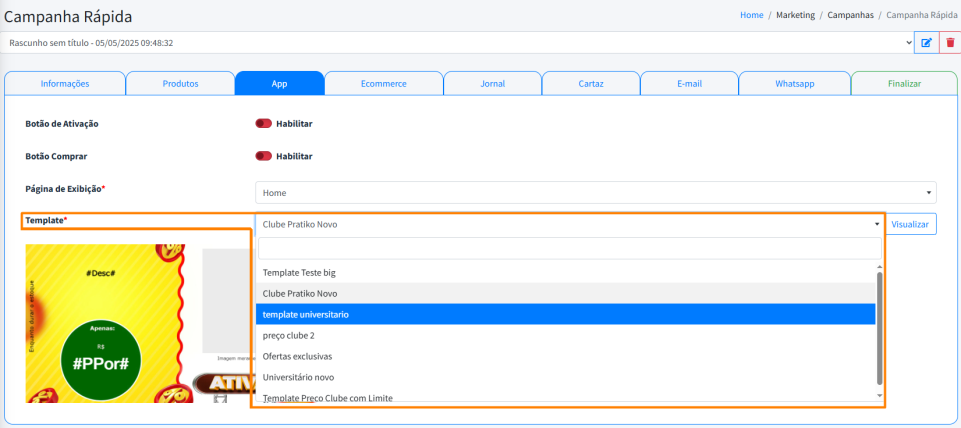 Campanha Rápida
Home / Marketing / Campanhas / Campanha Rápida
Rascunho sem título - 05/05/2025 09:48:32
Informações Produtos App Ecommerce Jornal Cartaz E-mail Whatsapp Finalizar
Botão de Ativação Habilitar
Botão Comprar Habilitar
Página de Exibição* Home
Template* Clube Pratiko Novo Visualizar
#Desc#
Enquanto durar o estoque
Apenas:
R$
#PPor#
Template Teste big
Clube Pratiko Novo
template universitario
preço clube 2
Ofertas exclusivas
Universitário novo
Template Preço Clube com Limite
Imagem
ATIV